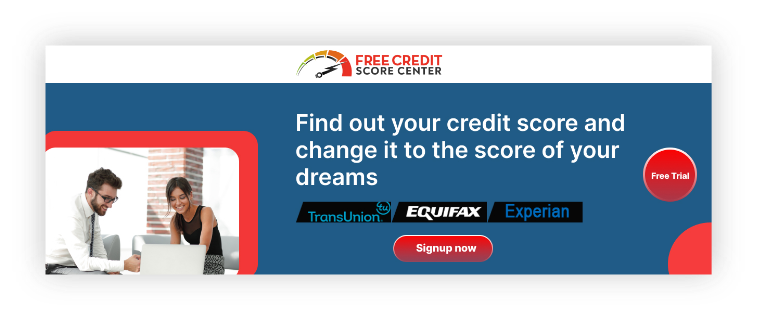 FREE CREDIT
SCORE CENTER
Find out your credit score and
change it to the score of your
dreams
Free Trial
TransUnion tu
EQUIFAX
Experian
Signup now